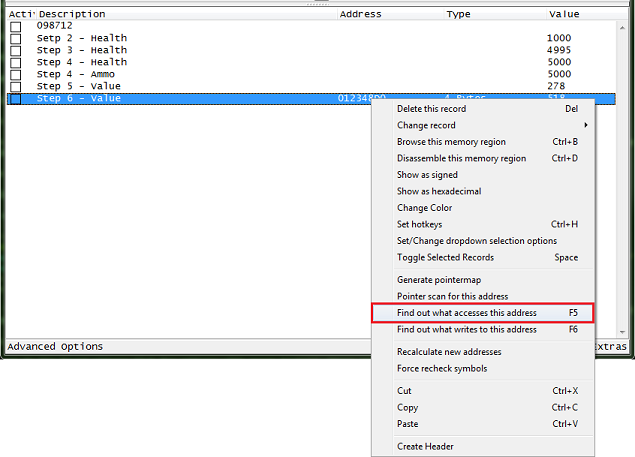 Acti Description Address Type Value
098712
Setp 2 - Health 1000
Step 3 - Health 4995
Step 4 - Health 5000
Step 4 - Ammo 5000
Step 5 - Value 278
Step 6 - Value 01234800 4 Bytes 518
Delete this record Del
Change record
Browse this memory region Ctrl+B
Disassemble this memory region Ctrl+D
Show as signed
Show as hexadecimal
Change Color
Set hotkeys Ctrl+H
Set/Change dropdown selection options
Toggle Selected Records Space
Generate pointermap
Pointer scan for this address
Find out what accesses this address F5
Find out what writes to this address F6
Advanced Options Extras
Recalculate new addresses
Force recheck symbols
Cut Ctrl+X
Copy Ctrl+C
Paste Ctrl+V
Create Header